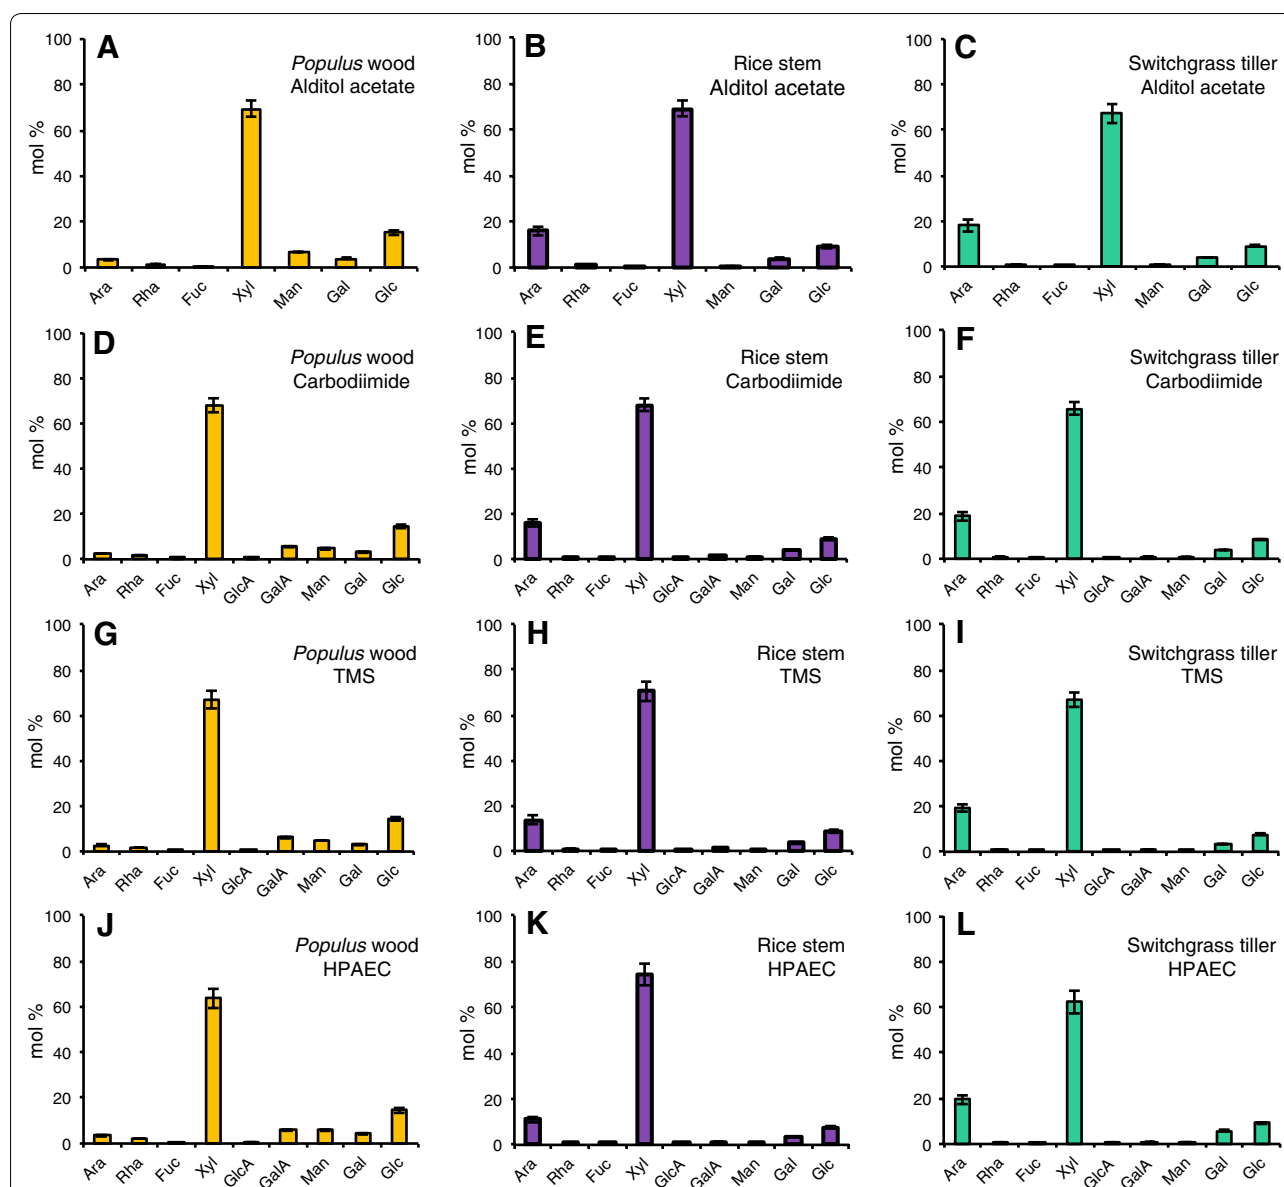 A
Populus wood
Alditol acetate
mol %
100
80
60
40
20
0
Ara Rha Fuc Xyl Man Gal Glc
B
Rice stem
Alditol acetate
mol %
100
80
60
40
20
0
Ara Rha Fuc Xyl Man Gal Glc
C
Switchgrass tiller
Alditol acetate
mol %
100
80
60
40
20
0
Ara Rha Fuc Xyl Man Gal Glc
D
Populus wood
Carbodiimide
mol %
100
80
60
40
20
0
Ara Rha Fuc Xyl GlcA GalA Man Gal Glc
E
Rice stem
Carbodiimide
mol %
100
80
60
40
20
0
Ara Rha Fuc Xyl GlcA GalA Man Gal Glc
F
Switchgrass tiller
Carbodiimide
mol %
100
80
60
40
20
0
Ara Rha Fuc Xyl GlcA GalA Man Gal Glc
G
Populus wood
TMS
mol %
100
80
60
40
20
0
Ara Rha Fuc Xyl GlcA GalA Man Gal Glc
H
Rice stem
TMS
mol %
100
80
60
40
20
0
Ara Rha Fuc Xyl GlcA GalA Man Gal Glc
I
Switchgrass tiller
TMS
mol %
100
80
60
40
20
0
Ara Rha Fuc Xyl GlcA GalA Man Gal Glc
J
Populus wood
HPAEC
mol %
100
80
60
40
20
0
Ara Rha Fuc Xyl GlcA GalA Man Gal Glc
K
Rice stem
HPAEC
mol %
100
80
60
40
20
0
Ara Rha Fuc Xyl GlcA GalA Man Gal Glc
L
Switchgrass tiller
HPAEC
mol %
100
80
60
40
20
0
Ara Rha Fuc Xyl GlcA GalA Man Gal Glc